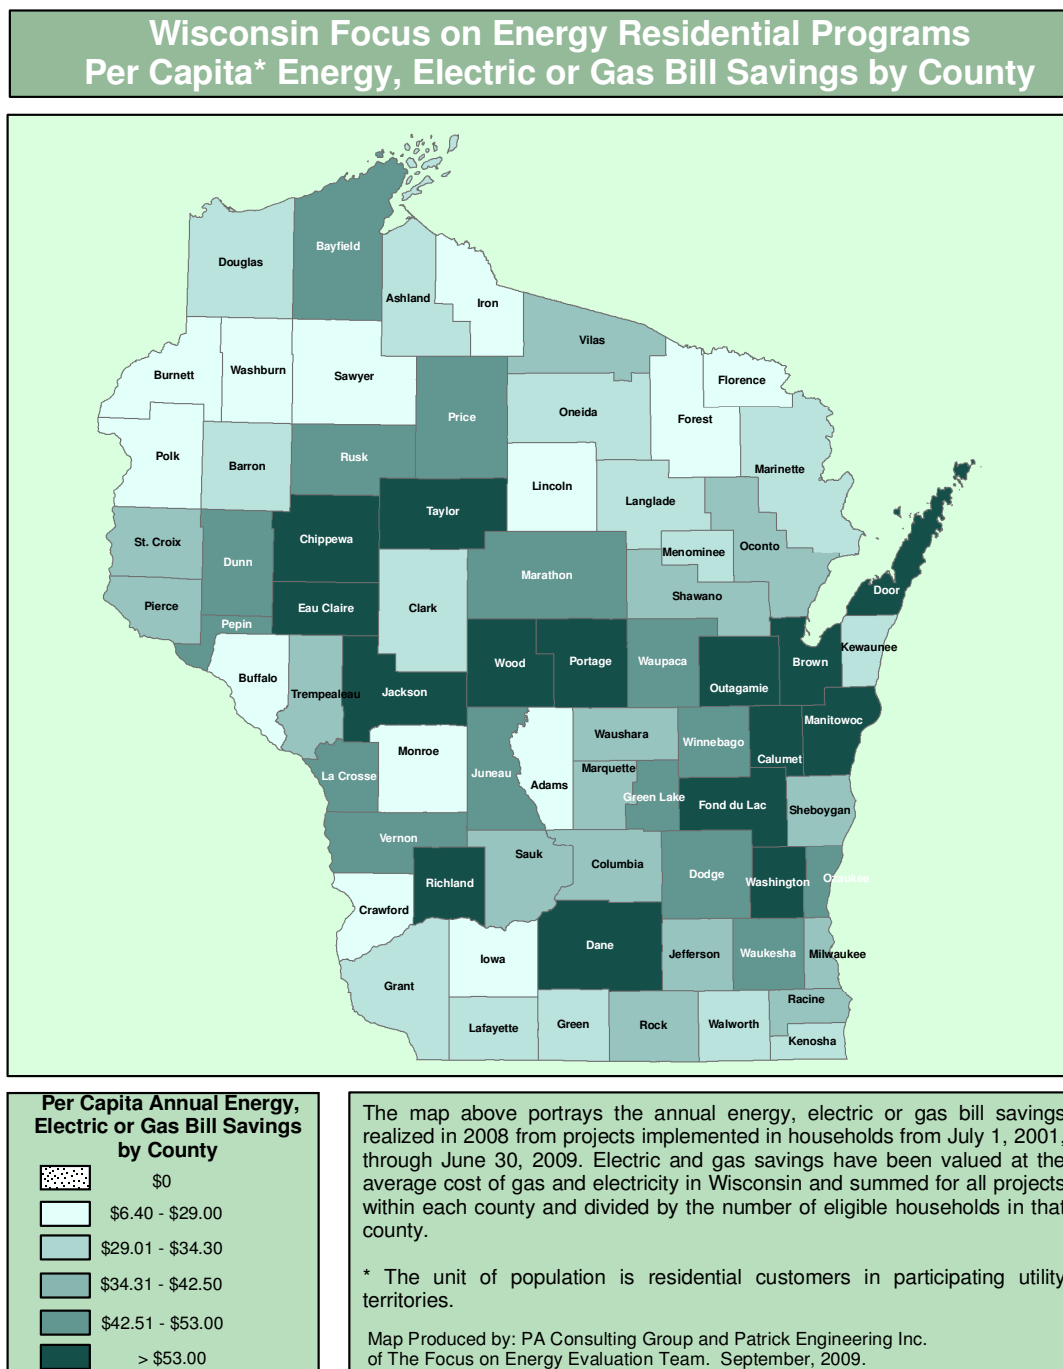 Wisconsin Focus on Energy Residential Programs
Per Capita* Energy, Electric or Gas Bill Savings by County
Bayfield
Douglas
Ashland
Iron
Vilas
Burnett
Washburn
Sawyer
Florence
Price
Oneida
Forest
Polk
Barron
Rusk
Marinette
Lincoln
Langlade
Taylor
St. Croix
Chippewa
Dunn
Marathon
Menominee
Oconto
Pierce
Eau Claire
Clark
Shawano
Door
Pepin
Kewaunee
Buffalo
Trempealeau
Jackson
Wood
Portage
Waupaca
Outagamie
Brown
Manitowoc
Monroe
Waushara
Winnebago
Calumet
La Crosse
Juneau
Adams
Marquette
Green Lake
Fond du Lac
Sheboygan
Vernon
Sauk
Columbia
Dodge
Washington
Ozaukee
Richland
Crawford
Dane
Iowa
Jefferson
Waukesha
Milwaukee
Grant
Racine
Lafayette
Green
Rock
Walworth
Kenosha
Per Capita Annual Energy,
Electric or Gas Bill Savings
by County
$0
$6.40 - $29.00
$29.01 - $34.30
$34.31 - $42.50
$42.51 - $53.00
> $53.00
The map above portrays the annual energy, electric or gas bill savings
realized in 2008 from projects implemented in households from July 1, 2001,
through June 30, 2009. Electric and gas savings have been valued at the
average cost of gas and electricity in Wisconsin and summed for all projects
within each county and divided by the number of eligible households in that
county.
* The unit of population is residential customers in participating utility
territories.
Map Produced by: PA Consulting Group and Patrick Engineering Inc.
of The Focus on Energy Evaluation Team. September, 2009.